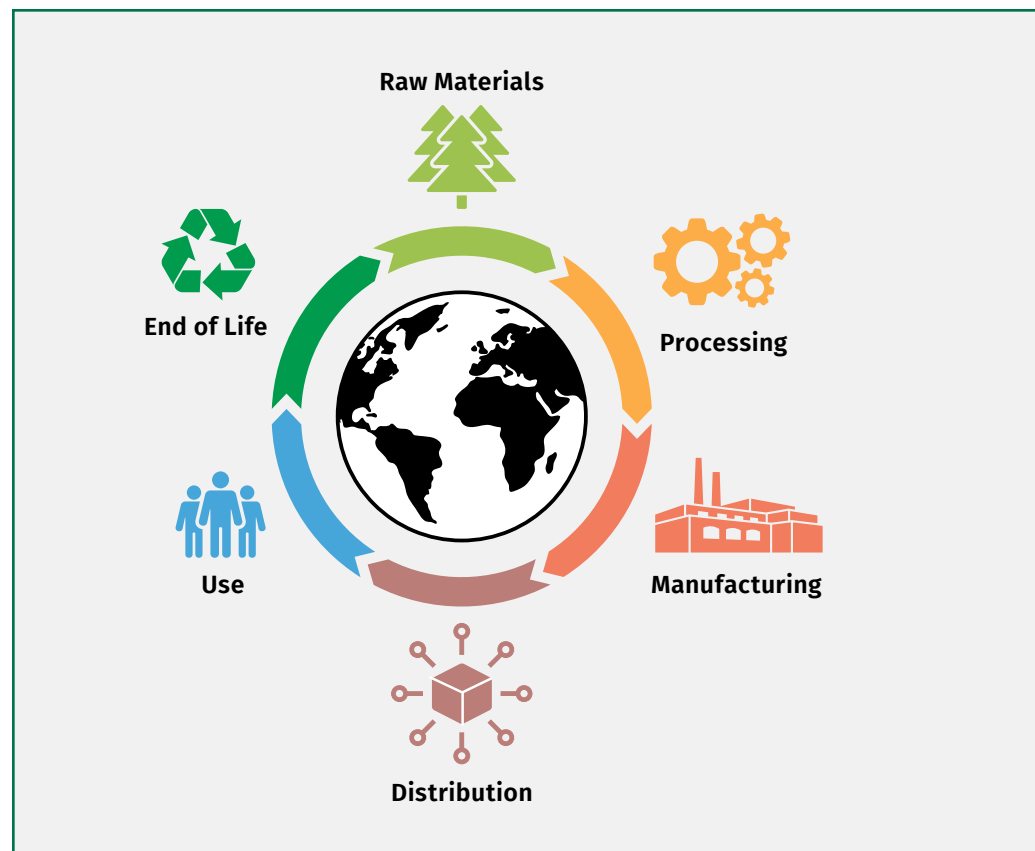 Raw Materials
Processing
Manufacturing
Distribution
Use
End of Life